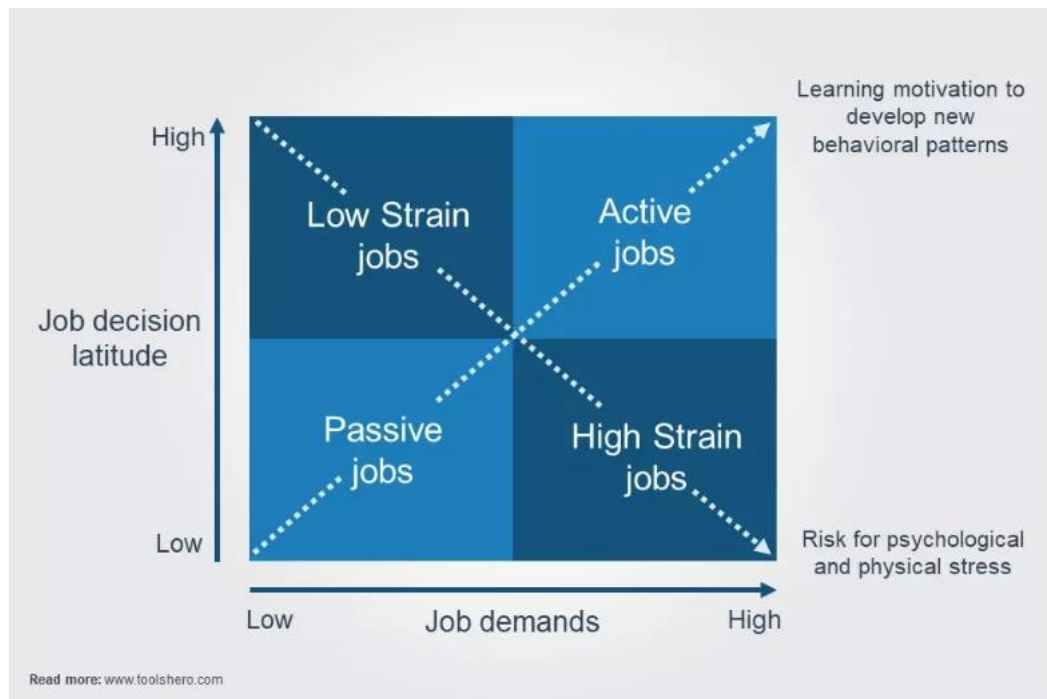 Learning motivation to
develop new
behavioral patterns
High
Low Strain
jobs
Active
jobs
Job decision
latitude
Passive
jobs
High Strain
jobs
Low
Risk for psychological
and physical stress
Low
Job demands
High
Read more: www.toolshero.com